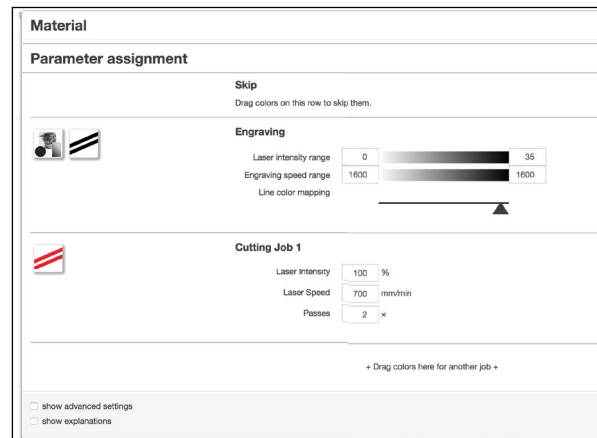 Material
Parameter assignment
Skip
Drag colors on this row to skip them.
Engraving
Laser intensity range 0 35
Engraving speed range 1600 1600
Line color mapping
Cutting Job 1
Laser Intensity 100 %
Laser Speed 700 mm/min
Passes 2 ×
+ Drag colors here for another job +
show advanced settings
show explanations